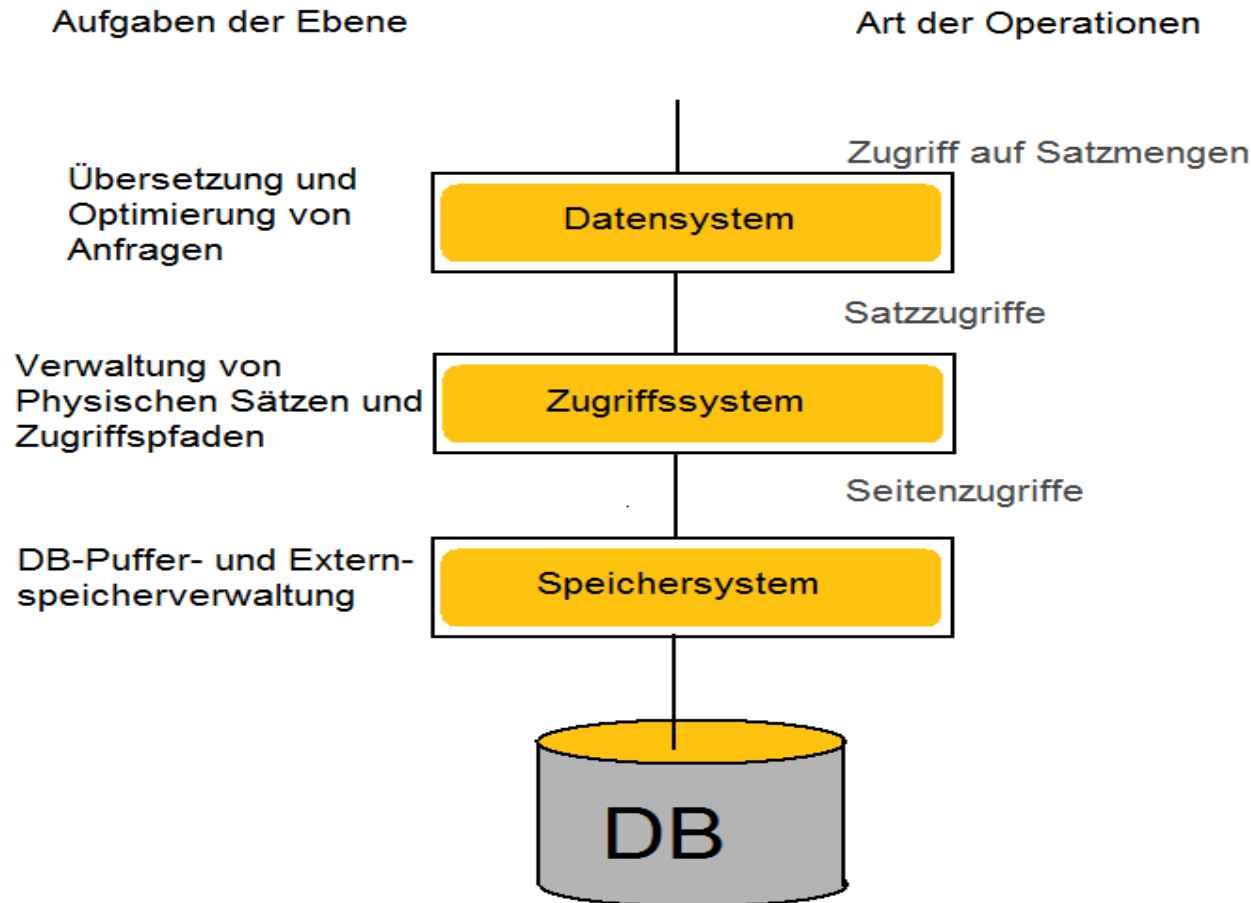 Aufgaben der Ebene
Art der Operationen
Zugriff auf Satzmengen
Übersetzung und
Optimierung von
Anfragen
Datensystem
Satzzugriffe
Verwaltung von
Physischen Sätzen und
Zugriffspfaden
Zugriffssystem
Seitenzugriffe
DB-Puffer- und Extern-
speicherverwaltung
Speichersystem
DB